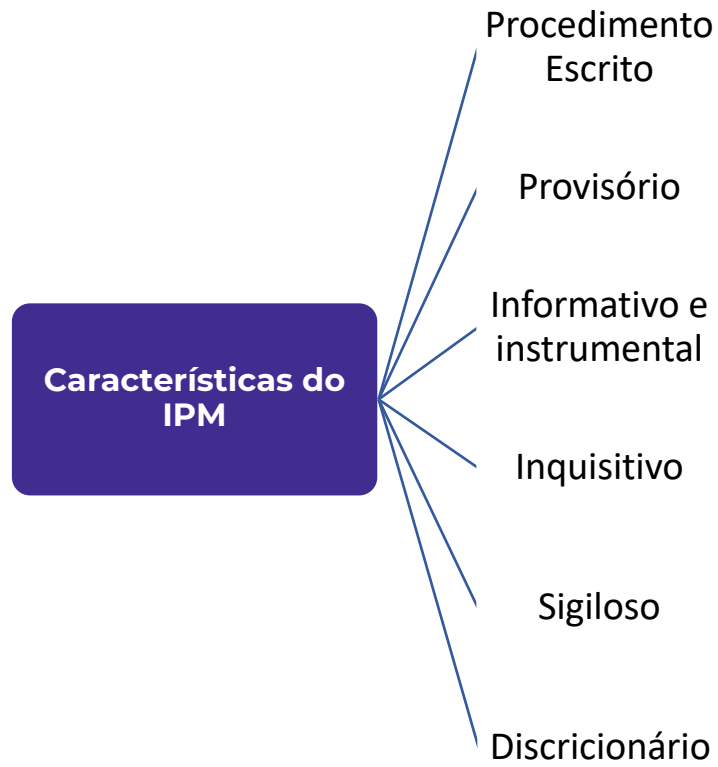 Procedimento
Escrito
Provisório
Informativo e
instrumental
Características do
IPM
Inquisitivo
Sigiloso
Discricionário